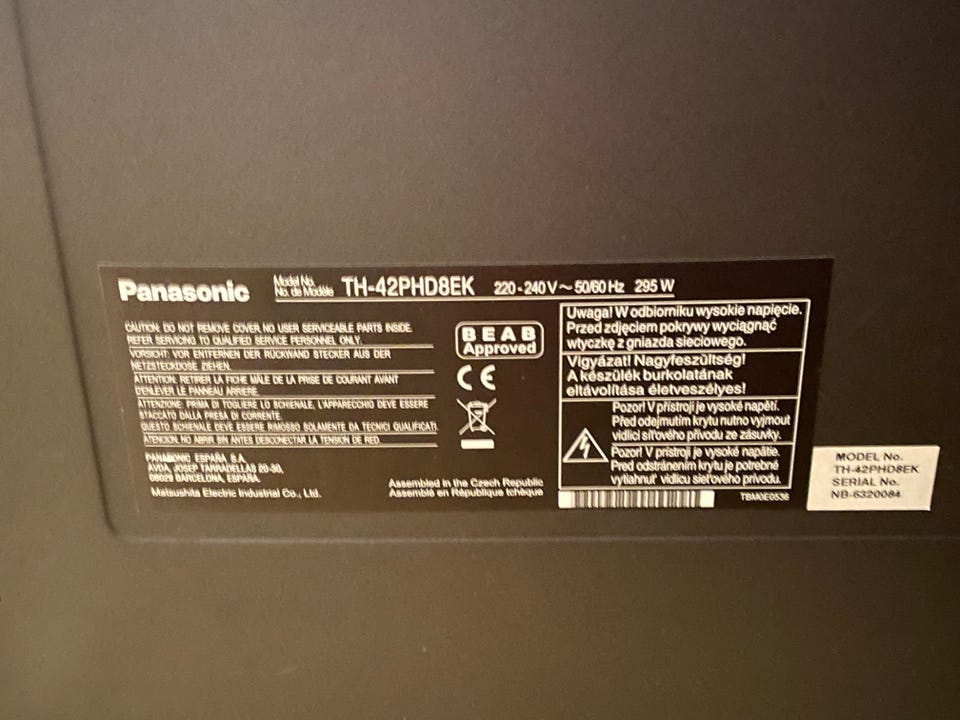 Panasonic
Model No.
No. de Modèle
TH-42PHD8EK
220 - 240 V ~ 50/60 Hz 295 W
CAUTION: DO NOT REMOVE COVER, NO USER SERVICEABLE PARTS INSIDE.
REFER SERVICING TO QUALIFIED SERVICE PERSONNEL ONLY.
VORSICHT: VOR ENTFERNEN DER RÜCKWAND STECKER AUS DER
NETZSTECKDOSE ZIEHEN.
ATTENTION: RETIRER LA FICHE MALE DE LA PRISE DE COURANT AVANT
D'ENLEVER LE PANNEAU ARRIERE.
ATTENZIONE: PRIMA DI TOGLIERE LO SCHIENALE, L'APPARECCHIO DEVE ESSERE
STACCATO DALLA PRESA DI CORRENTE.
QUESTO SCHIENALE DEVE ESSERE RIMOSSO SOLAMENTE DA TECNICI QUALIFICATI.
ATENCION: NO ABRIR SIN ANTES DESCONECTAR LA TENSION DE RED.
PANASONIC ESPAÑA S.A.
AVDA. JOSEP TARRADELLAS 20-30,
08029 BARCELONA, ESPAÑA.
Matsushita Electric Industrial Co., Ltd.
BEAB
Approved
CE
Assembled in the Czech Republic
Assemblé en République tchèque
Uwaga! W odbiorniku wysokie napięcie.
Przed zdjęciem pokrywy wyciągnąć
wtyczkę z gniazda sieciowego.
Vigyázat! Nagyfeszültség!
A készülék burkolatának
eltávolítása életveszélyes!
Pozor! V přístroji je vysoké napětí.
Před odejmutím krytu nutno vyjmout
vidlici síťového přívodu ze zásuvky.
Pozor! V prístroji je vysoké napätie.
Pred odstránením krytu je potrebné
vytiahnuť vidlicu sieťového prívodu.
TBM0E0536
MODEL No.
TH-42PHD8EK
SERIAL No.
NB-6320084